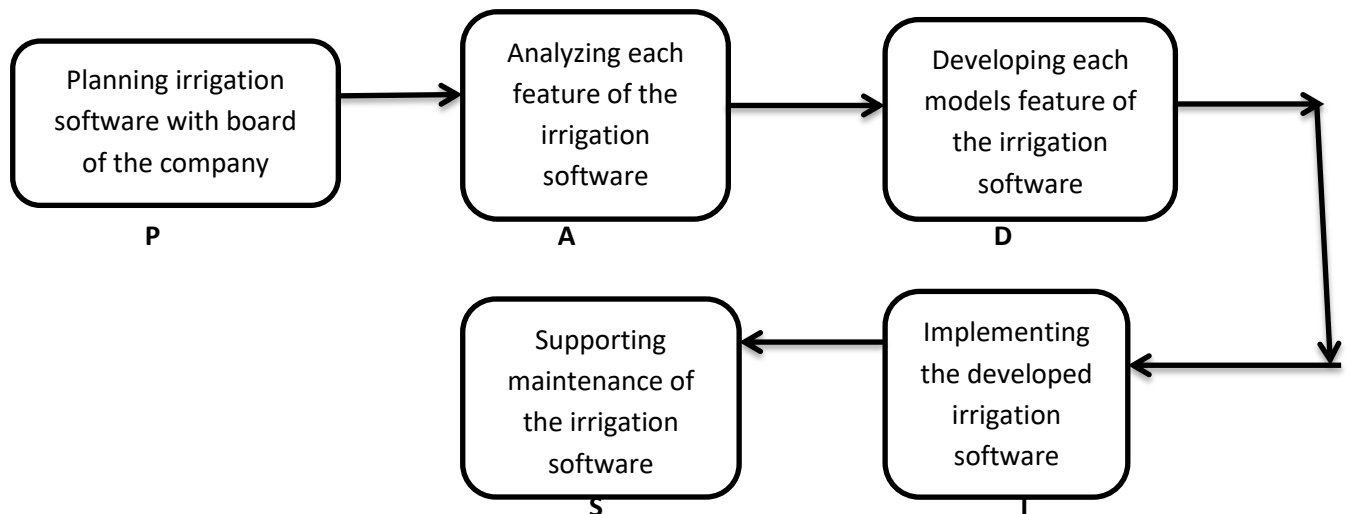 Planning irrigation
software with board
of the company
P
Analyzing each
feature of the
irrigation
software
A
Developing each
models feature of
the irrigation
software
D
Implementing
the developed
irrigation
software
Supporting
maintenance of
the irrigation
software
S